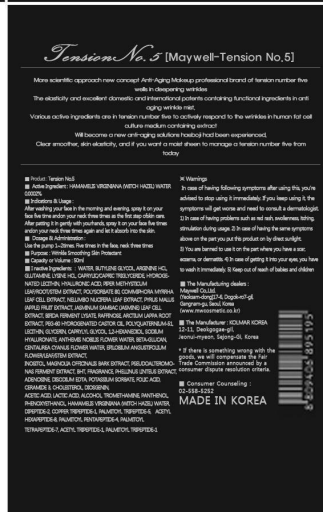 Tension No. 5 [Maywell-Tension No,5]
More scientific approach new concept Anti-Aging Makeup professional brand of tension number five
wells in deepening wrinkles
The elasticity and excellent domestic and international patents containing functional ingredients in anti
aging wrinkle mist,
Various active ingredients are in tension number five to actively respond to the wrinkles in human fat cell
culture medium containing extract
Will become a new anti-aging solutions hasboji had been experienced,
Clear smoother, skin elasticity, and if you want a moist sheen to manage a tension number five from
today
■ Product: Tension No.5
■ Active Ingredient : HAMAMELIS VIRGINIANA (WITCH HAZEL) WATER
0.0002%
■ Indications & Usage :
After washing your face in the morning and evening, spray it on your
face five time and on your neck three times as the first step of skin care.
After patting it in gently with your hands, spray it on your face five times
and on your neck three times again and let it absorb into the skin.
■ Dosage & Administration :
Use the pump 1~2times. Five times in the face, neck three times
■ Purpose : Wrinkle Smoothing Skin Protectant
■ Capacity or Volume : 50ml
■ Inactive Ingredients : WATER, BUTYLENE GLYCOL, ARGININE HCL,
GLUTAMINE, LYSINE HCL, CAPRYLIC/CAPRIC TRIGLYCERIDE, HYDROGE-
NATED LECITHIN, HYALURONIC ACID, PIPER METHYSTICUM
LEAF/ROOT/STEM EXTRACT, POLYSORBATE 80, COMMIPHORA MYRRHA
LEAF CELL EXTRACT, NELUMBO NUCIFERA LEAF EXTRACT, PYRUS MALUS
(APPLE) FRUIT EXTRACT, JASMINUM SAMBAC (JASMINE) LEAF CELL
EXTRACT, BIFIDA FERMENT LYSATE, RAFFINOSE, ARCTIUM LAPPA ROOT
EXTRACT, PEG-60 HYDROGENATED CASTOR OIL, POLYQUATERNIUM-51,
LECITHIN, GLYCERIN, CAPRYLYL GLYCOL, 1,2-HEXANEDIOL, SODIUM
HYALURONATE, ANTHEMIS NOBILIS FLOWER WATER, BETA-GLUCAN,
CENTAUREA CYANUS FLOWER WATER, EPILOBIUM ANGUSTIFOLIUM
FLOWER/LEAF/STEM EXTRACT,
INOSITOL, MAGNOLIA OFFICINALIS BARK EXTRACT, PSEUDOALTEROMO-
NAS FERMENT EXTRACT, BHT, FRAGRANCE, PHELLINUS LINTEUS EXTRACT,
ADENOSINE, DISODIUM EDTA, POTASSIUM SORBATE, FOLIC ACID,
CERAMIDE 3, CHOLESTEROL, DEXTRIN,
ACETIC ACID, LACTIC ACID, ALCOHOL, TROMETHAMINE, PANTHENOL,
PHENOXYETHANOL, HAMAMELIS VIRGINIANA (WITCH HAZEL) WATER,
DIPEPTIDE-2, COPPER TRIPEPTIDE-1, PALMITOYL TRIPEPTIDE-5, ACETYL
HEXAPEPTIDE-8, PALMITOYL PENTAPEPTIDE-4, PALMITOYL
TETRAPEPTIDE-7, ACETYL TRIPEPTIDE-1, PALMITOYL TRIPEPTIDE-1
※ Warnings
In case of having following symptoms after using this, you're
advised to stop using it immediately. If you keep using it, the
symptoms will get worse and need to consult a dermatologist.
1) In case of having problems such as red rash, swollenness, itching,
stimulation during usage. 2) In case of having the same symptoms
above on the part you put this product on by direct sunlight.
3) You are banned to use it on the part where you have a scar,
eczema, or dermatitis. 4) In case of getting it into your eyes, you have
to wash it immediately. 5) Keep out of reach of babies and children
■ The Manufacturing dealers :
Maywell Co.,Ltd.
Gangnam-gu, Seoul, Korea
(www.mwcosmetic.co.kr)
■ The Manufacturer : KOLMAR KOREA
12-11, Deokgogae-gil,
Jeonui-myeon, Sejong-Si, Korea
* If there is something wrong with the
goods, we will compensate the Fair
Trade Commission announced by a
consumer dispute resolution criteria.
■ Consumer Counseling :
02-558-5252
MADE IN KOREA
8 809408 895195